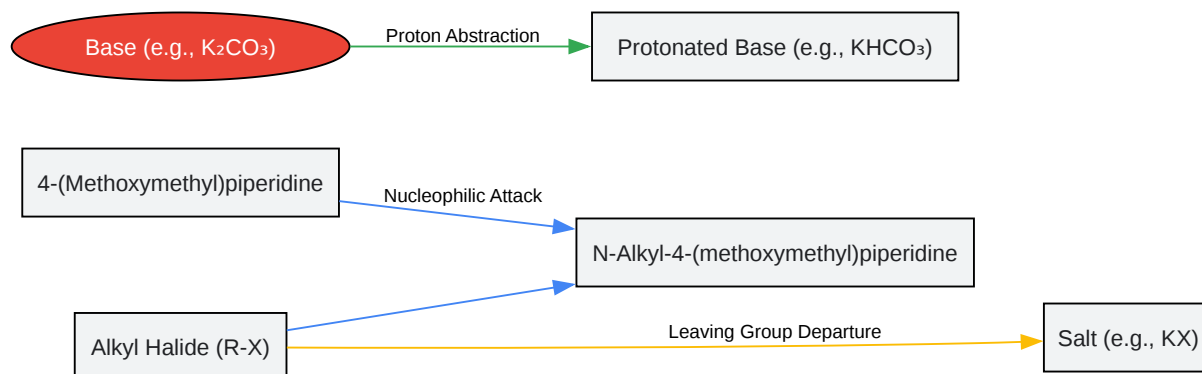 Base (e.g., K₂CO₃)
Proton Abstraction
Protonated Base (e.g., KHCO₃)
4-(Methoxymethyl)piperidine
Nucleophilic Attack
N-Alkyl-4-(methoxymethyl)piperidine
Alkyl Halide (R-X)
Leaving Group Departure
Salt (e.g., KX)